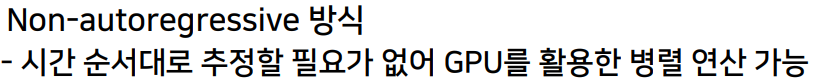 Non-autoregressive 방식
- 시간 순서대로 추정할 필요가 없어 GPU를 활용한 병렬 연산 가능